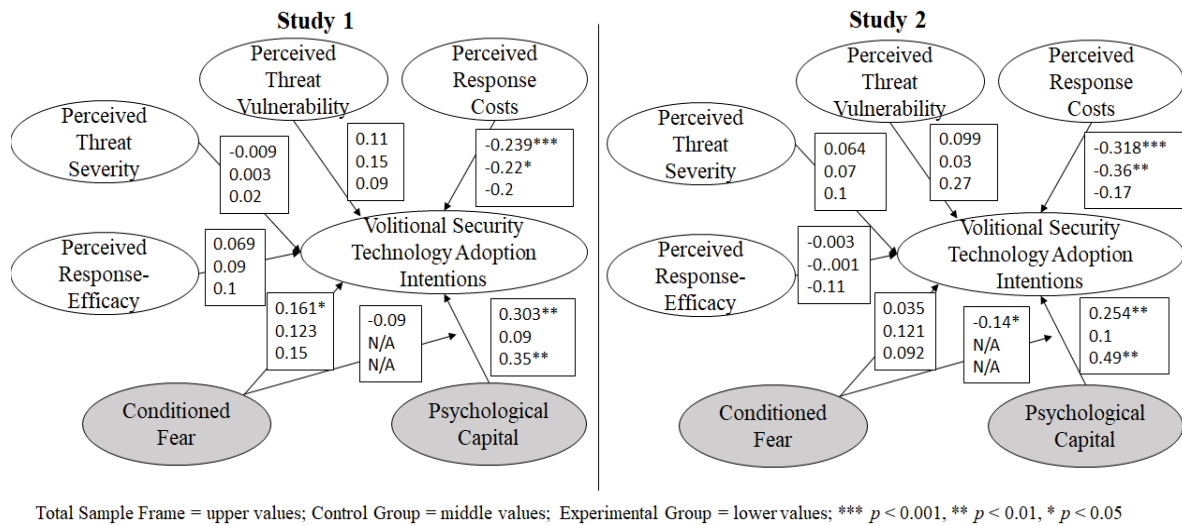 Study 1
Perceived
Threat
Vulnerability
Perceived
Response
Costs
Perceived
Threat
Severity
-0.009
0.003
0.02
0.11
0.15
0.09
-0.239***
-0.22*
-0.2
Volitional Security
Technology Adoption
Intentions
Perceived
Response-
Efficacy
0.069
0.09
0.1
0.161*
0.123
0.15
-0.09
N/A
N/A
0.303**
0.09
0.35**
Conditioned
Fear
Psychological
Capital
Study 2
Perceived
Threat
Vulnerability
Perceived
Response
Costs
Perceived
Threat
Severity
0.064
0.07
0.1
0.099
0.03
0.27
-0.318***
-0.36**
-0.17
Volitional Security
Technology Adoption
Intentions
Perceived
Response-
Efficacy
-0.003
-0..001
-0.11
0.035
0.121
0.092
-0.14*
N/A
N/A
0.254**
0.1
0.49**
Conditioned
Fear
Psychological
Capital
Total Sample Frame = upper values; Control Group = middle values; Experimental Group = lower values; *** p < 0.001, ** p < 0.01, * p < 0.05